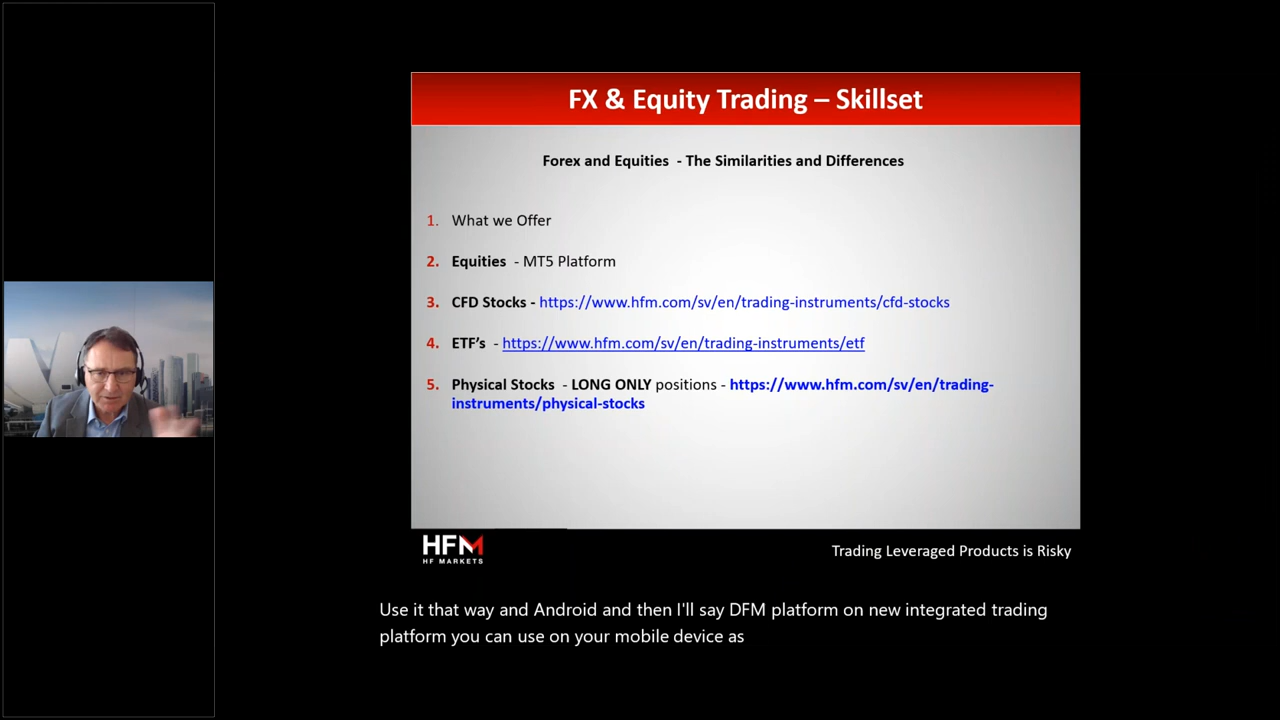 FX & Equity Trading – Skillset
Forex and Equities - The Similarities and Differences
1. What we Offer
2. Equities - MT5 Platform
3. CFD Stocks - https://www.hfm.com/sv/en/trading-instruments/cfd-stocks
4. ETF's - https://www.hfm.com/sv/en/trading-instruments/etf
5. Physical Stocks - LONG ONLY positions - https://www.hfm.com/sv/en/trading-
instruments/physical-stocks
HFM
HF MARKETS
Trading Leveraged Products is Risky
Use it that way and Android and then I'll say DFM platform on new integrated trading
platform you can use on your mobile device as